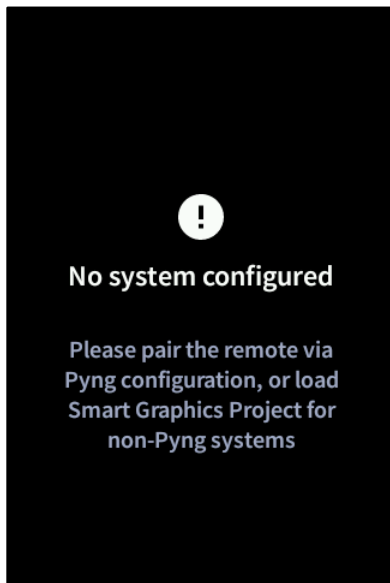 No system configured
Please pair the remote via
Pyng configuration, or load
Smart Graphics Project for
non-Pyng systems